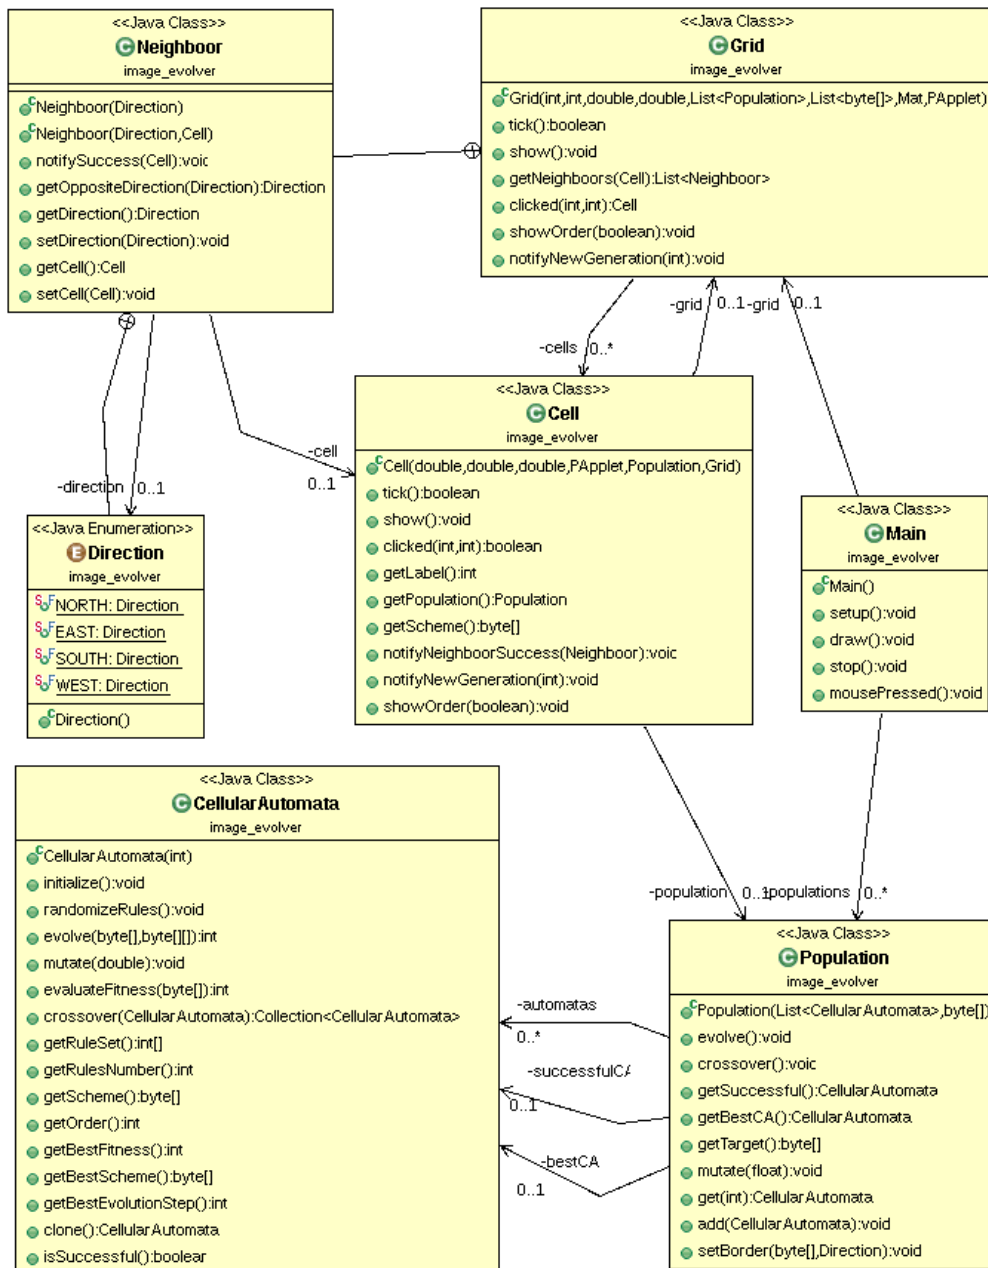 <<Java Class>>
Neighboor
image_evolver
Neighboor(Direction)
Neighboor(Direction,Cell)
notifySuccess(Cell):voic
getOppositeDirection(Direction):Direction
getDirection():Direction
setDirection(Direction):void
getCell():Cell
setCell(Cell):void
<<Java Class>>
Grid
image_evolver
Grid(int,int,double,double,List<Population>,List<byte[]>,Mat,PApplet)
tick():boolean
show():void
getNeighbors(Cell):List<Neighboor>
clicked(int,int):Cell
showOrder(boolean):void
notifyNewGeneration(int):void
-grid
0..1
-grid
0..1
-cells
0..*
-cell
0..1
-direction
0..1
<<Java Class>>
Cell
image_evolver
Cell(double,double,double,PApplet,Population,Grid)
tick():boolean
show():void
clicked(int,int):boolean
getLabel():int
getPopulation():Population
getScheme():byte[]
notifyNeighborSuccess(Neighboor):voic
notifyNewGeneration(int):void
showOrder(boolean):void
<<Java Class>>
Main
image_evolver
Main()
setup():void
draw():void
stop():void
mousePressed():void
<<Java Enumeration>>
E Direction
image_evolver
NORTH: Direction
EAST: Direction
SOUTH: Direction
WEST: Direction
Direction()
<<Java Class>>
CellularAutomata
image_evolver
CellularAutomata(int)
initialize():void
randomizeRules():void
evolve(byte[],byte[][]):int
mutate(double):void
evaluateFitness(byte[]):int
crossover(CellularAutomata):Collection<CellularAutomata>
getRuleSet():int[]
getRulesNumber():int
getScheme():byte[]
getOrder():int
getBestFitness():int
getBestScheme():byte[]
getBestEvolutionStep():int
clone():CellularAutomata
isSuccessful():boolear
-population
0..1
-populations
0..*
-automatas
0..*
-successfulCA
0..1
-bestCA
0..1
<<Java Class>>
Population
image_evolver
Population(List<CellularAutomata>,byte[])
evolve():void
crossover():voic
getSuccessful():CellularAutomata
getBestCA():CellularAutomata
getTarget():byte[]
mutate(float):void
get(int):CellularAutomata
add(CellularAutomata):void
setBorder(byte[],Direction):void